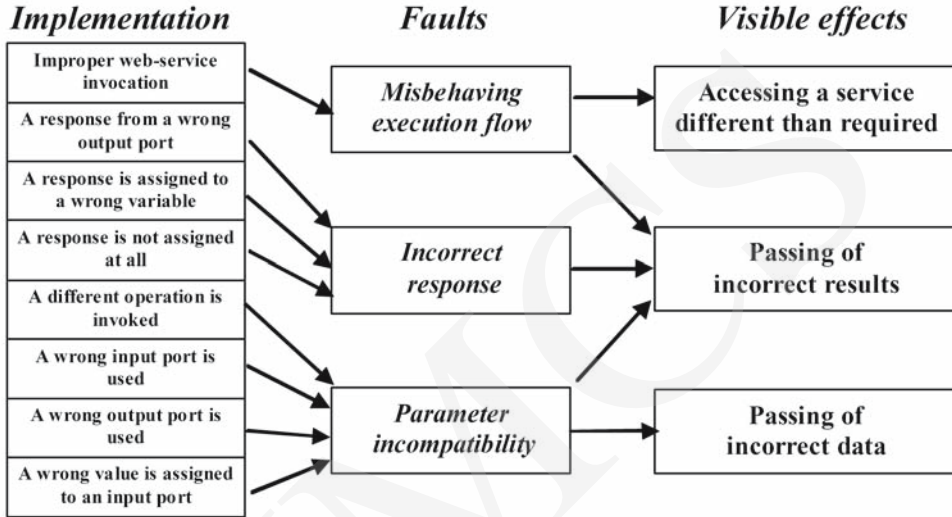 Implementation
Faults
Visible effects
Improper web-service
invocation
A response from a wrong
output port
A response is assigned to
a wrong variable
A response is not assigned
at all
A different operation is
invoked
A wrong input port is
used
A wrong output port is
used
A wrong value is assigned
to an input port
Misbehaving
execution flow
Incorrect
response
Parameter
incompatibility
Accessing a service
different than required
Passing of
incorrect results
Passing of
incorrect data